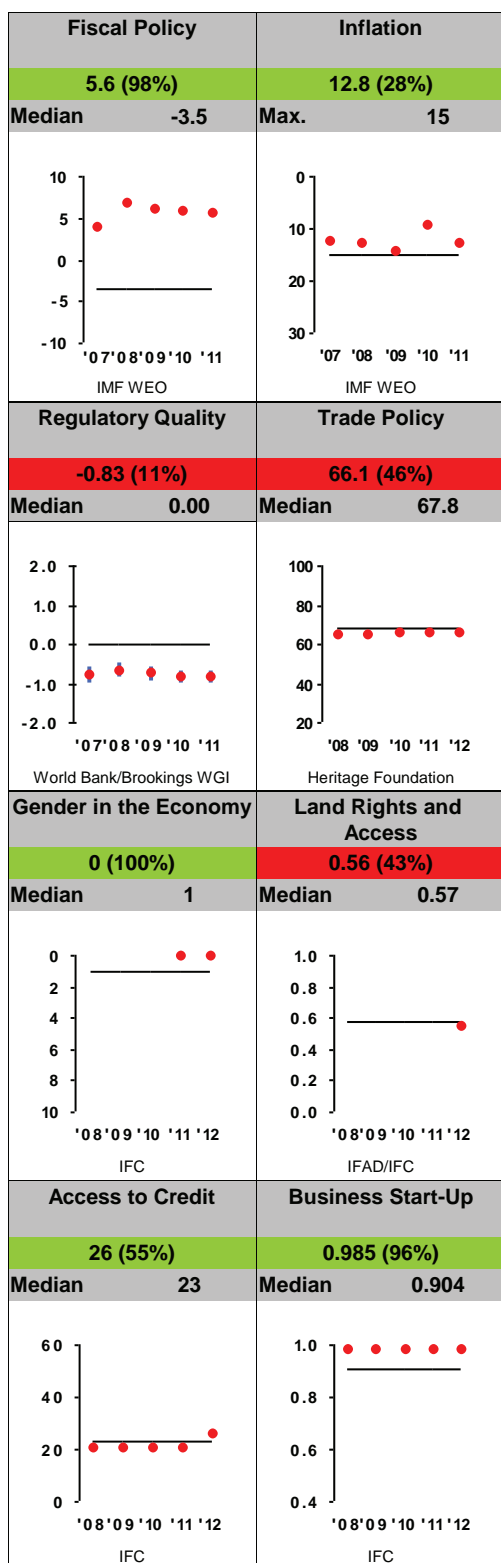 Fiscal Policy
5.6 (98%)
Median -3.5
10
5
0
-5
-10
'07 '08 '09 '10 '11
IMF WEO
Inflation
12.8 (28%)
Max. 15
0
10
20
30
'07 '08 '09 '10 '11
IMF WEO
Regulatory Quality
-0.83 (11%)
Median 0.00
2.0
1.0
0.0
-1.0
-2.0
'07 '08 '09 '10 '11
World Bank/Brookings WGI
Trade Policy
66.1 (46%)
Median 67.8
100
80
60
40
20
'08 '09 '10 '11 '12
Heritage Foundation
Gender in the Economy
0 (100%)
Median 1
0
2
4
6
8
10
'08 '09 '10 '11 '12
IFC
Land Rights and
Access
0.56 (43%)
Median 0.57
1.0
0.8
0.6
0.4
0.2
0.0
'08 '09 '10 '11 '12
IFAD/IFC
Access to Credit
26 (55%)
Median 23
60
40
20
0
'08 '09 '10 '11 '12
IFC
Business Start-Up
0.985 (96%)
Median 0.904
1.0
0.8
0.6
0.4
'08 '09 '10 '11 '12
IFC